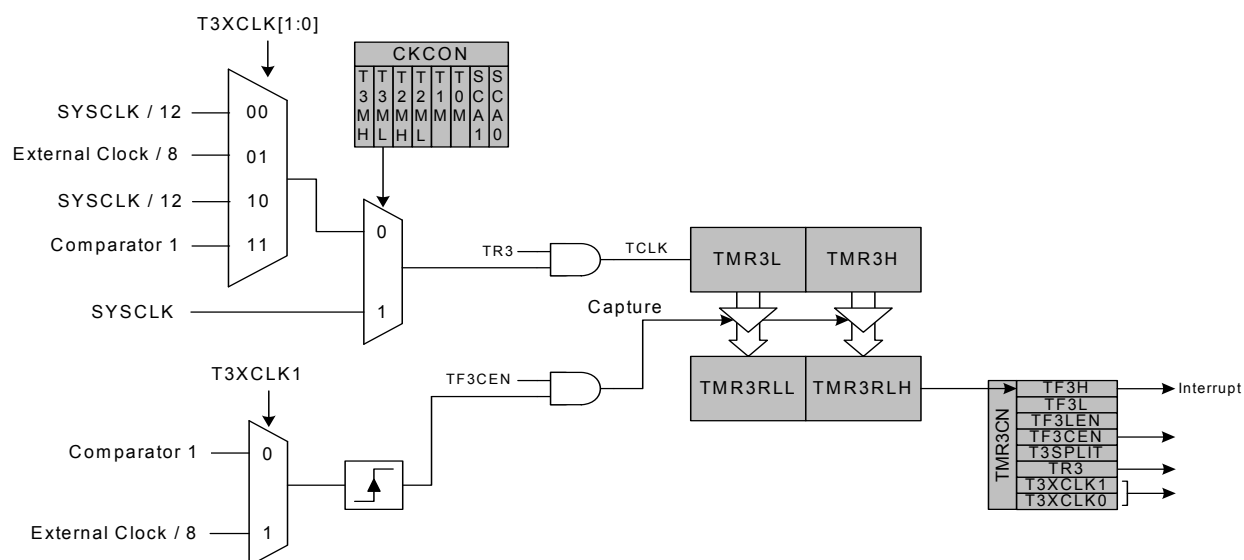 T3XCLK[1:0]
CKCON
T3MH
T3ML
T2MH
T2ML
T1M
T0M
SCA1
SCA0
SYSCLK / 12
00
External Clock / 8
01
SYSCLK / 12
10
Comparator 1
11
0
SYSCLK
1
TR3
TCLK
TMR3L
TMR3H
Capture
T3XCLK1
TF3CEN
TMR3RLL
TMR3RLH
Comparator 1
0
External Clock / 8
1
TMR3CN
TF3H
Interrupt
TF3L
TF3LEN
TF3CEN
T3SPLIT
TR3
T3XCLK1
T3XCLK0